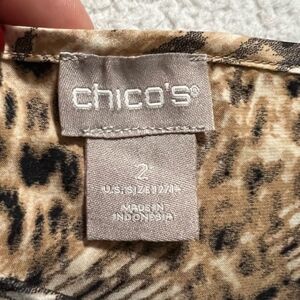 chico's®
2
U.S. SIZE 12/14
MADE IN
INDONESIA